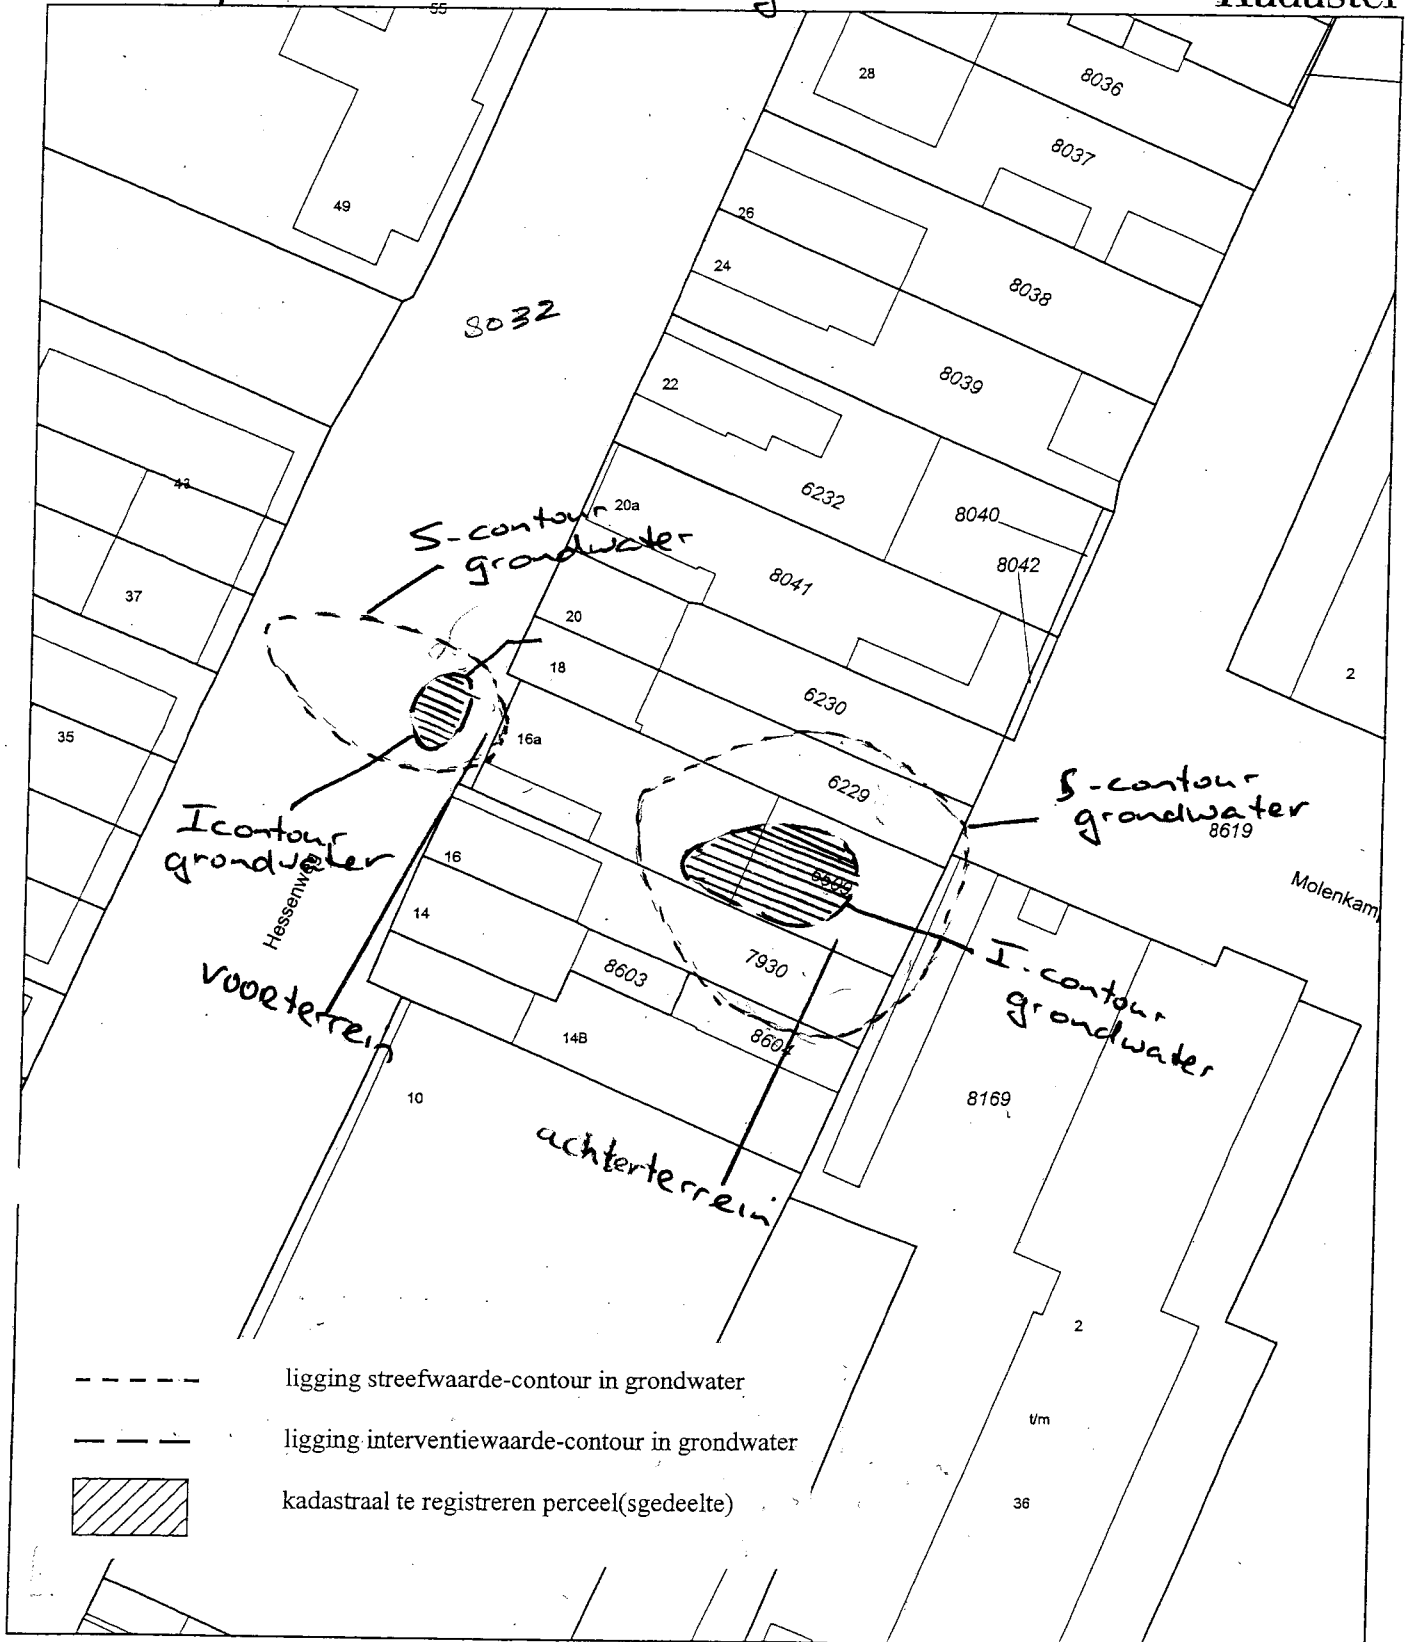 Kadaster
55
28
8036
8037
49
26
24
8038
8032
8039
22
6232
43
20a
8040
S-contour
grondwater
8042
8041
37
20
18
2
6230
35
16a
6229
S-contour
grondwater
8619
I contour
grondwater
16
Molenkam
Hessenweg
14
7930
I-contour
grondwater
8603
voorterrein
14B
8604
10
8169
achterterrein
2
ligging streefwaarde-contour in grondwater
t/m
ligging interventiewaarde-contour in grondwater
kadastraal te registreren perceel(sgedeelte)
36